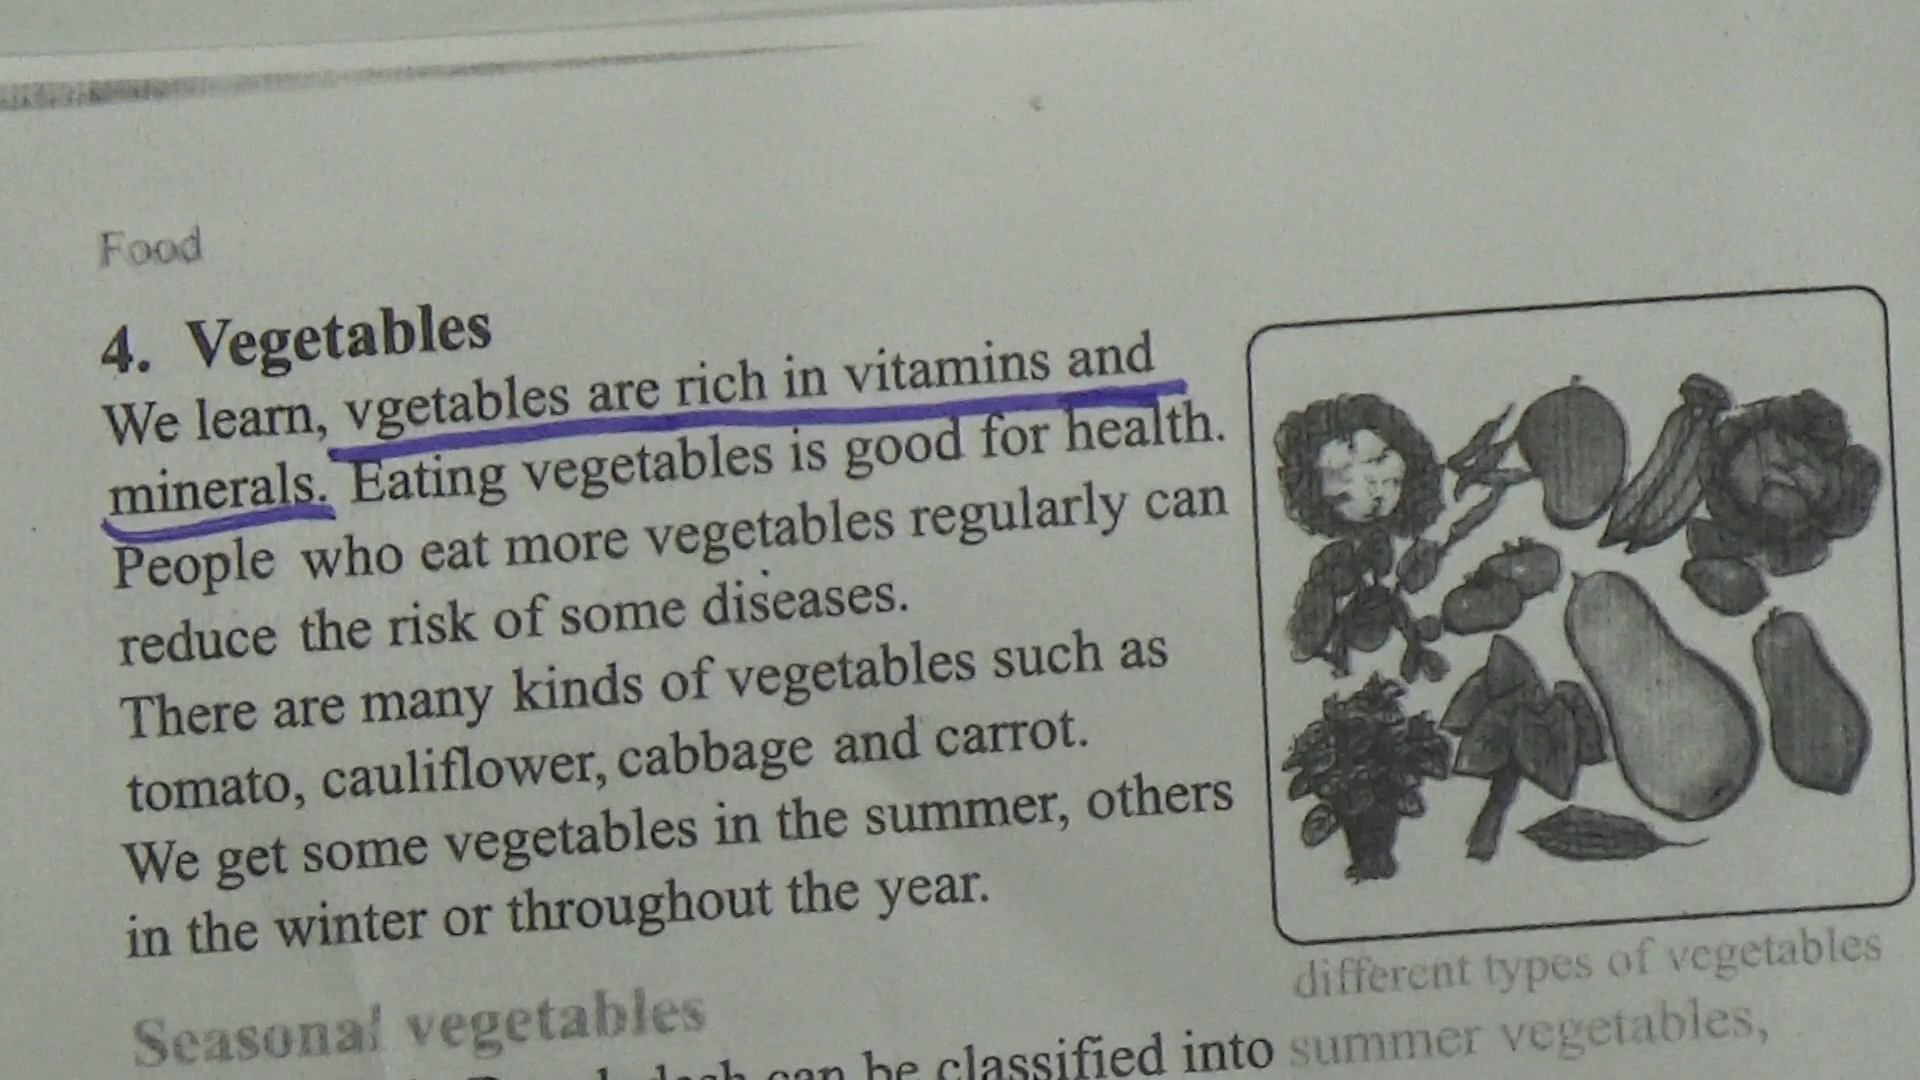 Food
4. Vegetables
We learn, vgetables are rich in vitamins and
minerals. Eating vegetables is good for health.
People who eat more vegetables regularly can
reduce the risk of some diseases.
There are many kinds of vegetables such as
tomato, cauliflower, cabbage and carrot.
We get some vegetables in the summer, others
in the winter or throughout the year.
different types of vegetables
Seasonal vegetables
can be classified into summer vegetables,